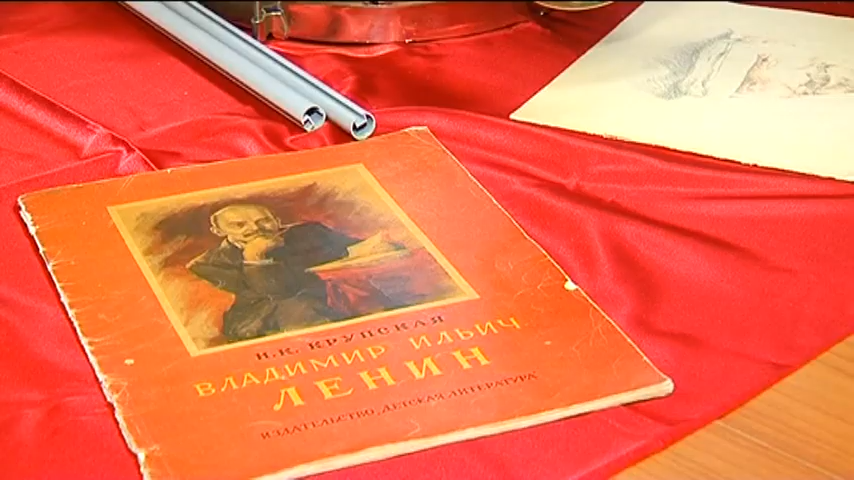 Н.К. КРУПСКАЯ
ВЛАДИМИР ИЛЬИЧ
ЛЕНИН
ИЗДАТЕЛЬСТВО „ДЕТСКАЯ ЛИТЕРАТУРА"